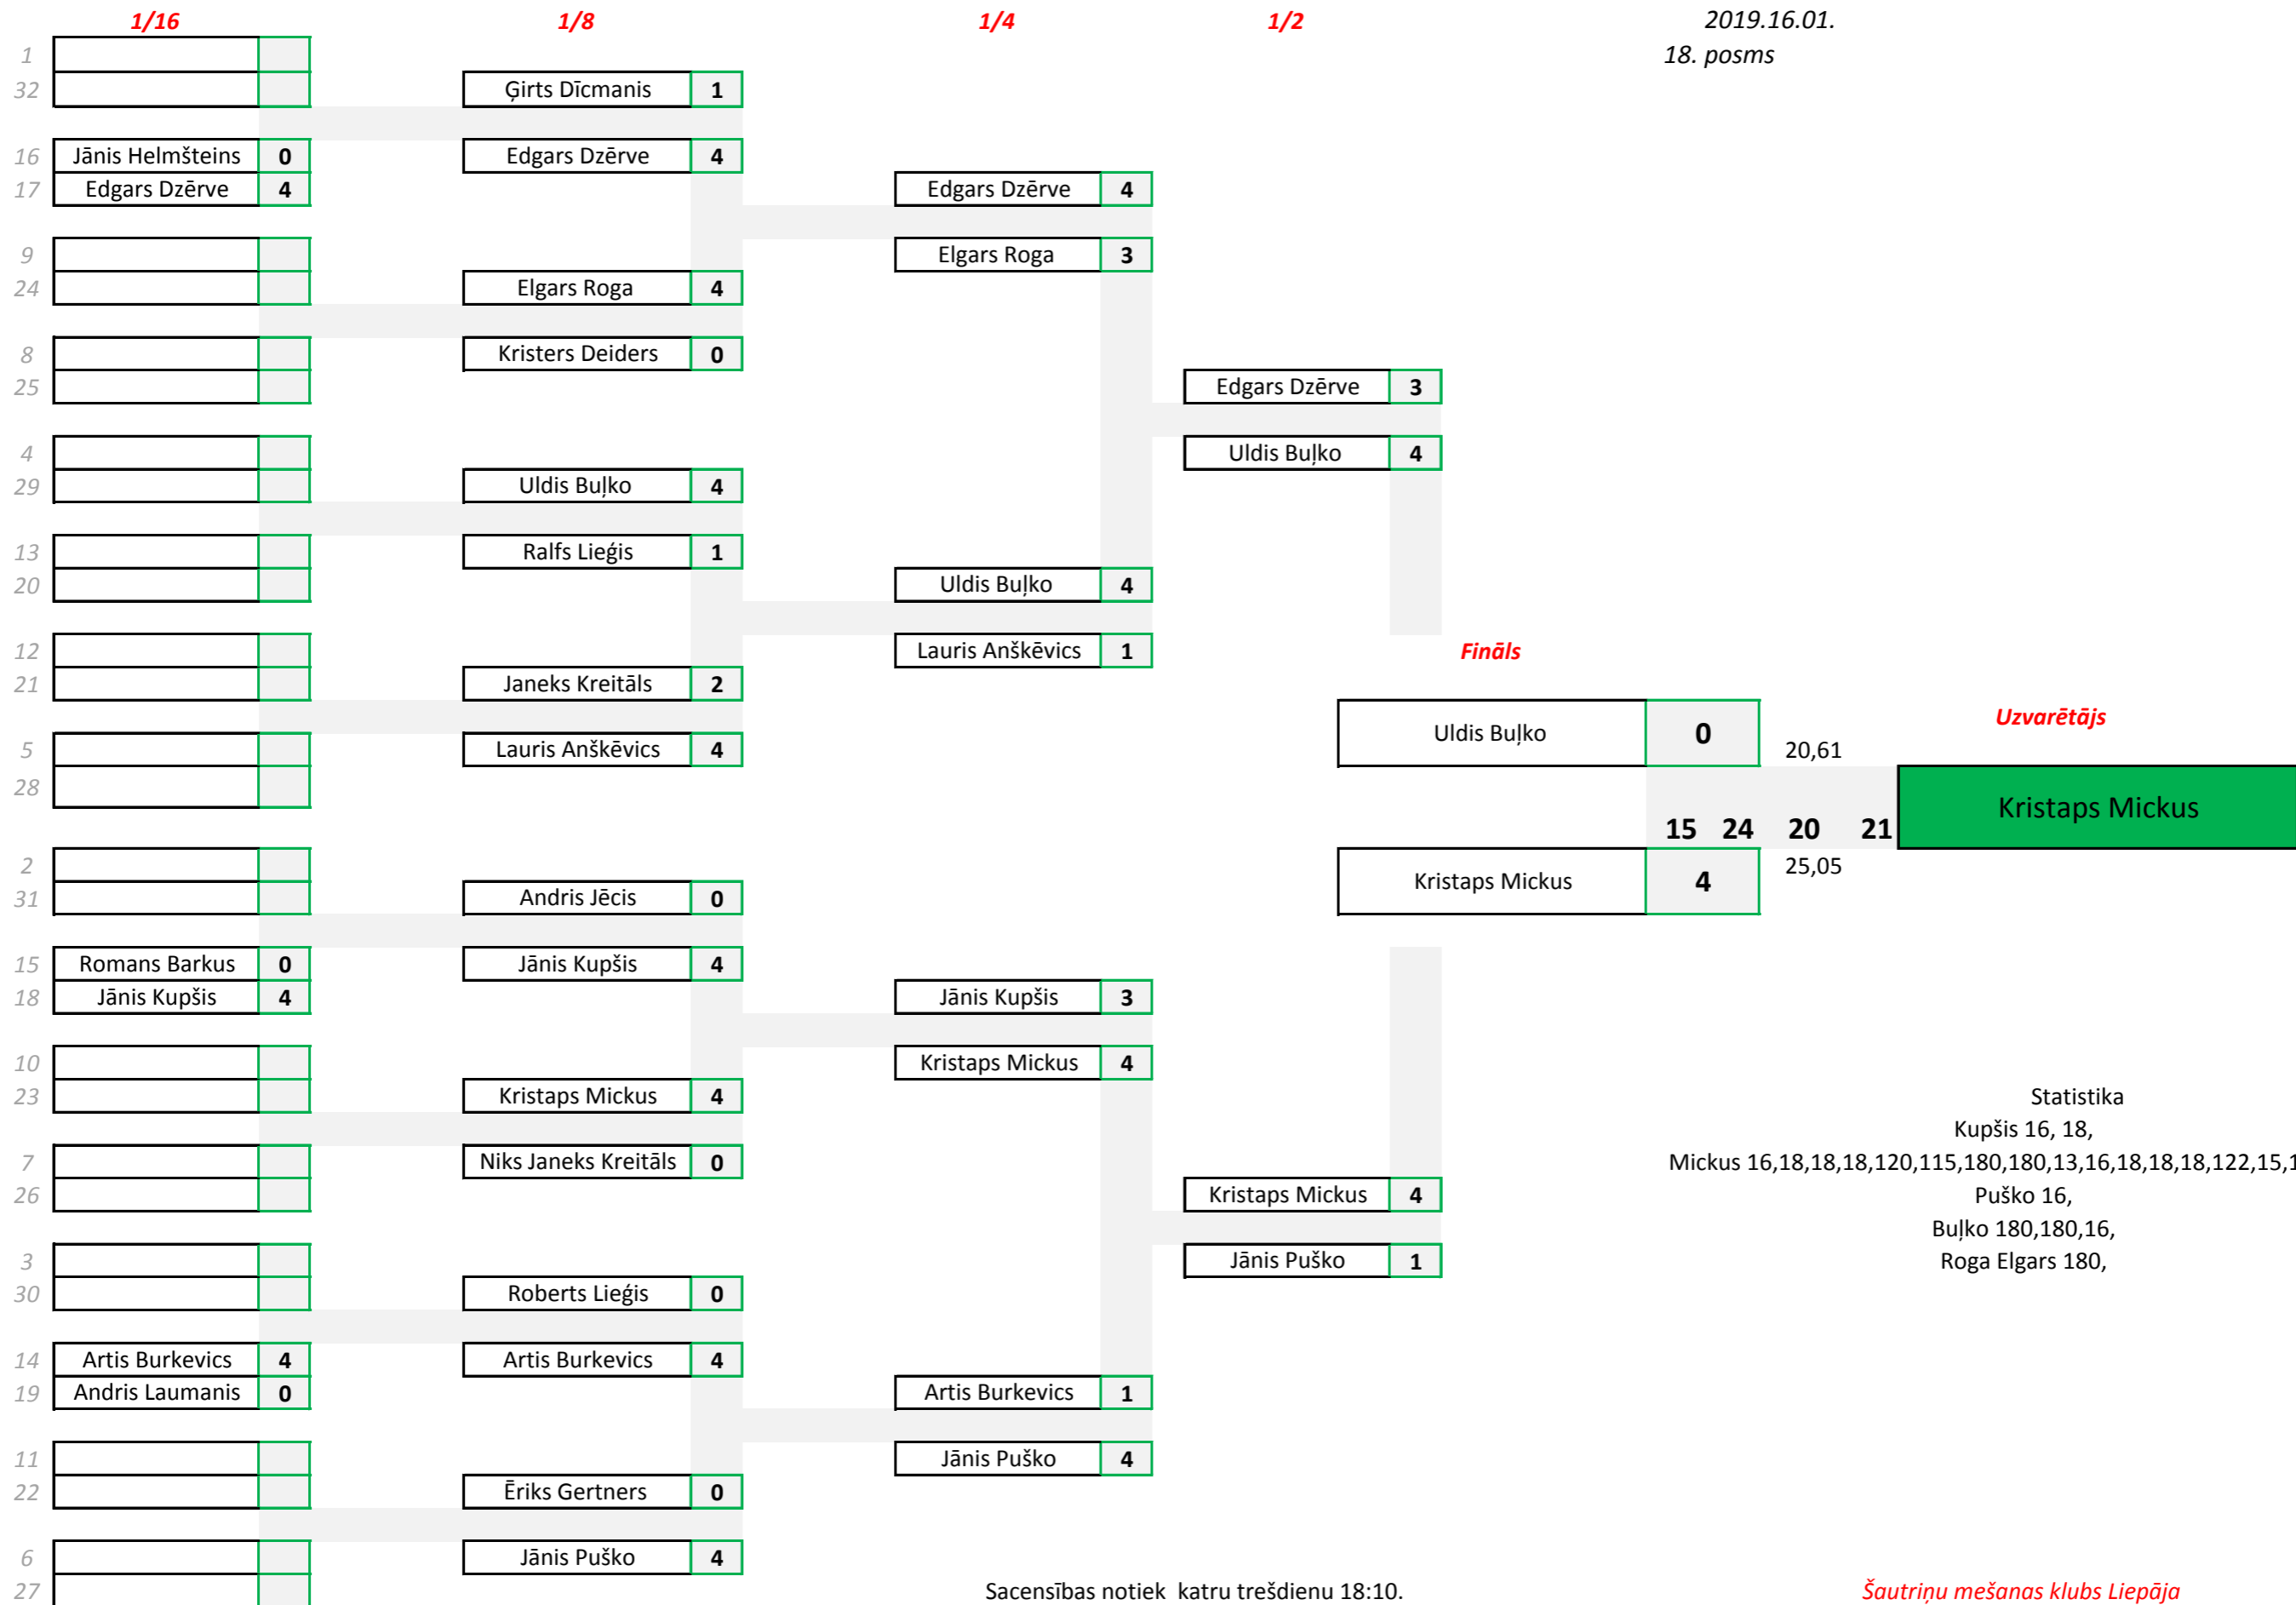 1/16 1/8 1/4 1/2 2019.16.01.
1 18. posms
32 Ģirts Dīcmanis 1
16 Jānis Helmšteins 0 Edgars Dzērve 4
17 Edgars Dzērve 4 Edgars Dzērve 4
9 Elgars Roga 3
24 Elgars Roga 4
8 Kristers Deiders 0
25 Edgars Dzērve 3
4 Uldis Buļko 4
29 Uldis Buļko 4
13 Ralfs Lieģis 1
20 Uldis Buļko 4
12 Lauris Anškēvics 1 Fināls
21 Janeks Kreitāls 2
Uldis Buļko 0 Uzvarētājs
5 Lauris Anškēvics 4 20,61
28 Kristaps Mickus
15 24 20 21
2 25,05
31 Andris Jēcis 0 Kristaps Mickus 4
15 Romans Barkus 0 Jānis Kupšis 4
18 Jānis Kupšis 4 Jānis Kupšis 3
10 Kristaps Mickus 4
23 Kristaps Mickus 4 Statistika
Kupšis 16, 18,
7 Niks Janeks Kreitāls 0 Mickus 16,18,18,18,120,115,180,180,13,16,18,18,18,122,15,1
26 Kristaps Mickus 4 Puško 16,
Buļko 180,180,16,
3 Jānis Puško 1 Roga Elgars 180,
30 Roberts Lieģis 0
14 Artis Burkevics 4 Artis Burkevics 4
19 Andris Laumanis 0 Artis Burkevics 1
11 Jānis Puško 4
22 Ēriks Gertners 0
6 Jānis Puško 4
27 Sacensības notiek katru trešdienu 18:10. Šautriņu mešanas klubs Liepāja